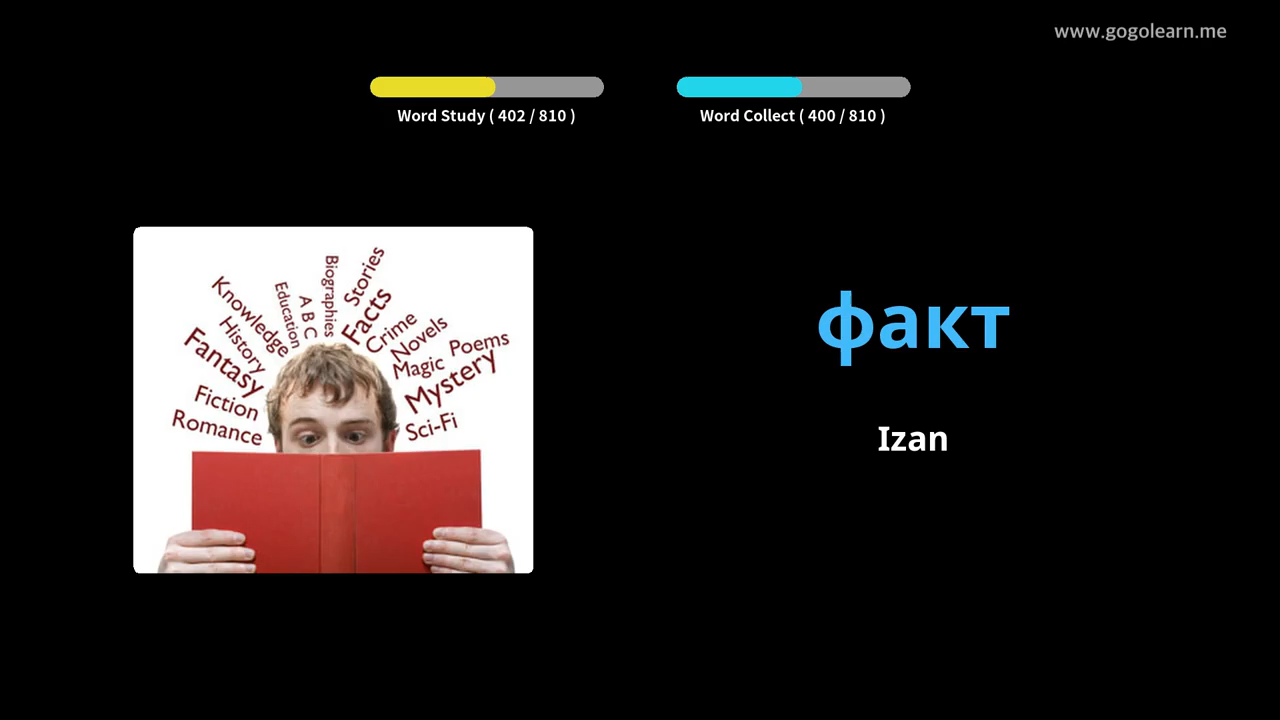 www.gogolearn.me
Word Study ( 402 / 810 )
Word Collect ( 400 / 810 )
Knowledge
Education
A B C
Biographies
Stories
Facts
History
Crime
Novels
Fantasy
Magic
Poems
Mystery
Fiction
Romance
Sci-Fi
факт
Izan